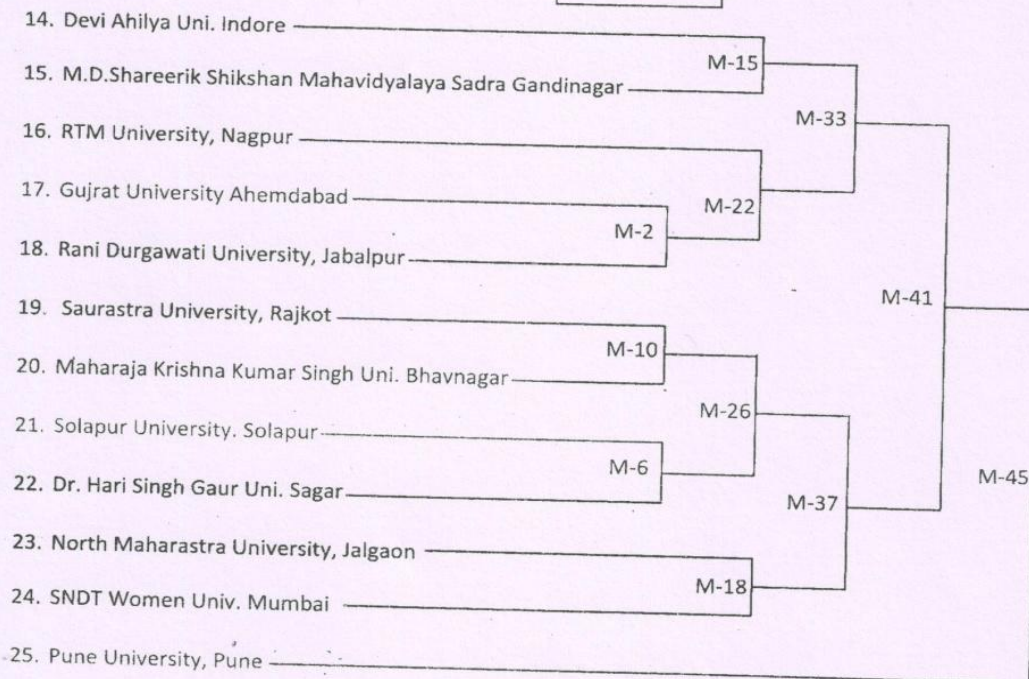 14. Devi Ahilya Uni. Indore
M-15
15. M.D.Shareerik Shikshan Mahavidyalaya Sadra Gandinagar
M-33
16. RTM University, Nagpur
17. Gujrat University Ahemdabad
M-22
M-2
18. Rani Durgawati University, Jabalpur
M-41
19. Saurastra University, Rajkot
M-10
20. Maharaja Krishna Kumar Singh Uni. Bhavnagar
M-26
21. Solapur University. Solapur
M-6
22. Dr. Hari Singh Gaur Uni. Sagar
M-45
M-37
23. North Maharastra University, Jalgaon
M-18
24. SNDT Women Univ. Mumbai
25. Pune University, Pune